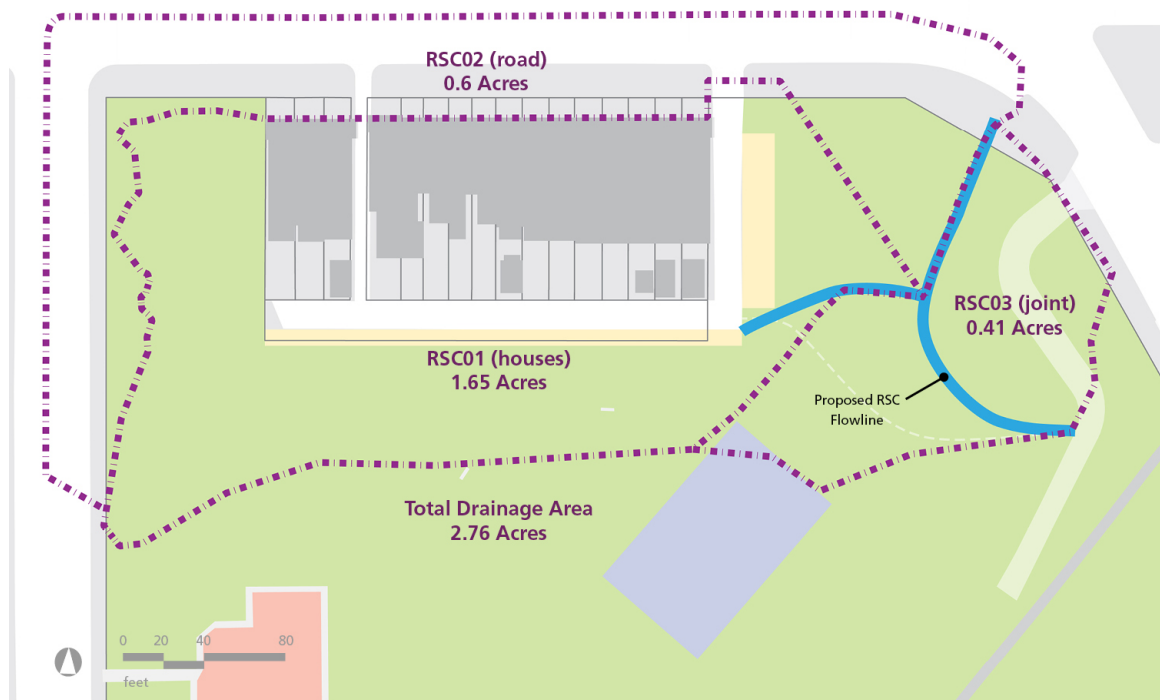 RSC02 (road)
0.6 Acres
RSC03 (joint)
0.41 Acres
RSC01 (houses)
1.65 Acres
Proposed RSC
Flowline
Total Drainage Area
2.76 Acres
0 20 40 80
feet